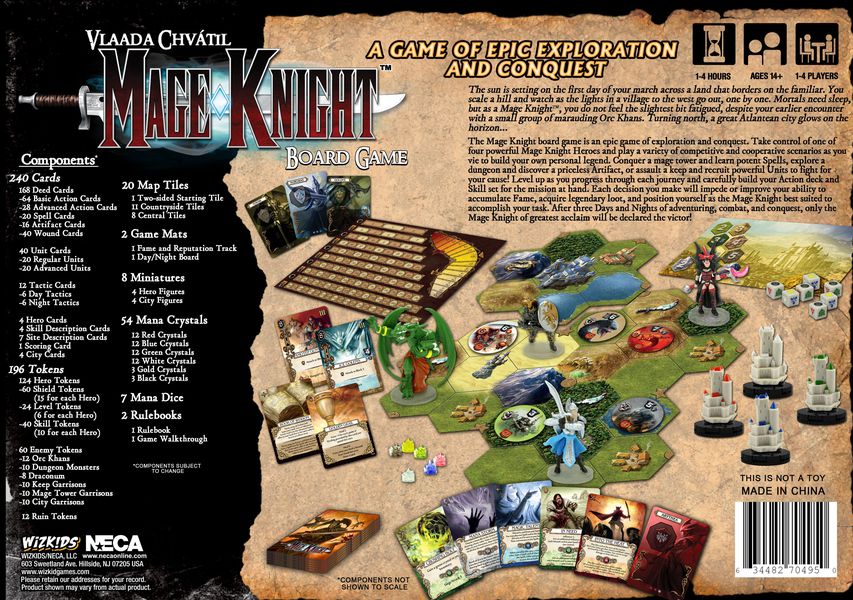 VLAADA CHVÁTIL
MAGE KNIGHT™
BOARD GAME
A GAME OF EPIC EXPLORATION
AND CONQUEST
1-4 HOURS
AGES 14+
1-4 PLAYERS
The sun is setting on the first day of your march across a land that borders on the familiar. You
scale a hill and watch as the lights in a village to the west go out, one by one. Mortals need sleep,
but as a Mage Knight™, you do not feel the slightest bit fatigued, despite your earlier encounter
with a small group of marauding Orc Khans. Turning north, a great Atlantean city glows on the
horizon...
The Mage Knight board game is an epic game of exploration and conquest. Take control of one of
four powerful Mage Knight Heroes and play a variety of competitive and cooperative scenarios as you
vie to build your own personal legend. Conquer a mage tower and learn potent Spells, explore a
dungeon and discover a priceless Artifact, or assault a keep and recruit powerful Units to fight for
your cause! Level up as you progress through each journey and carefully build your Action deck and
Skill set for the mission at hand. Each decision you make will impede or improve your ability to
accumulate Fame, acquire legendary loot, and position yourself as the Mage Knight best suited to
accomplish your task. After three Days and Nights of adventuring, combat, and conquest, only the
Mage Knight of greatest acclaim will be declared the victor!
Components*
240 Cards
168 Deed Cards
-64 Basic Action Cards
-28 Advanced Action Cards
-20 Spell Cards
-16 Artifact Cards
-40 Wound Cards
40 Unit Cards
-20 Regular Units
-20 Advanced Units
12 Tactic Cards
-6 Day Tactics
-6 Night Tactics
4 Hero Cards
4 Skill Description Cards
7 Site Description Cards
1 Scoring Card
4 City Cards
196 Tokens
124 Hero Tokens
-60 Shield Tokens
(15 for each Hero)
-24 Level Tokens
(6 for each Hero)
-40 Skill Tokens
(10 for each Hero)
60 Enemy Tokens
-12 Orc Khans
-10 Dungeon Monsters
-8 Draconum
-10 Keep Garrisons
-10 Mage Tower Garrisons
-10 City Garrisons
12 Ruin Tokens
20 Map Tiles
1 Two-sided Starting Tile
11 Countryside Tiles
8 Central Tiles
2 Game Mats
1 Fame and Reputation Track
1 Day/Night Board
8 Miniatures
4 Hero Figures
4 City Figures
54 Mana Crystals
12 Red Crystals
12 Blue Crystals
12 Green Crystals
12 White Crystals
3 Gold Crystals
3 Black Crystals
7 Mana Dice
2 Rulebooks
1 Rulebook
1 Game Walkthrough
*COMPONENTS SUBJECT
TO CHANGE
WIZKIDS NECA
WIZKIDS/NECA, LLC www.necaonline.com
603 Sweetland Ave. Hillside, NJ 07205 USA
www.wizkidgames.com
Please retain our addresses for your record.
Product shown may vary from actual product.
MAGE KNIGHT
*COMPONENTS NOT
SHOWN TO SCALE
INTO THE HEAT
THIS IS NOT A TOY
MADE IN CHINA
6 34482 70495 0